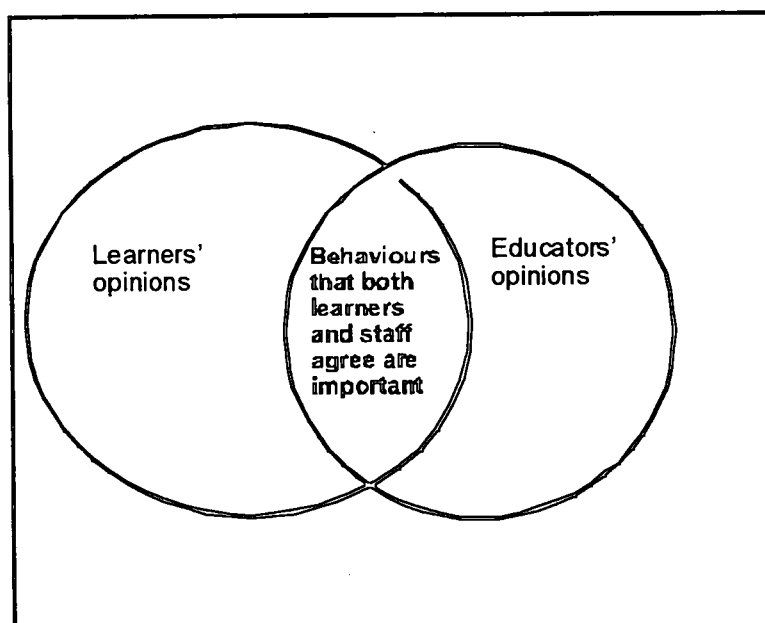 Learners'
opinions
Behaviours
that both
learners
and staff
agree are
important
Educators'
opinions